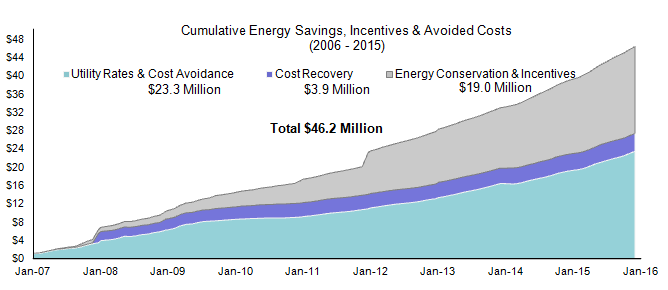 Cumulative Energy Savings, Incentives & Avoided Costs
(2006 - 2015)
Utility Rates & Cost Avoidance
$23.3 Million
Cost Recovery
$3.9 Million
Energy Conservation & Incentives
$19.0 Million
Total $46.2 Million
$48
$44
$40
$36
$32
$28
$24
$20
$16
$12
$8
$4
$0
Jan-07 Jan-08 Jan-09 Jan-10 Jan-11 Jan-12 Jan-13 Jan-14 Jan-15 Jan-16